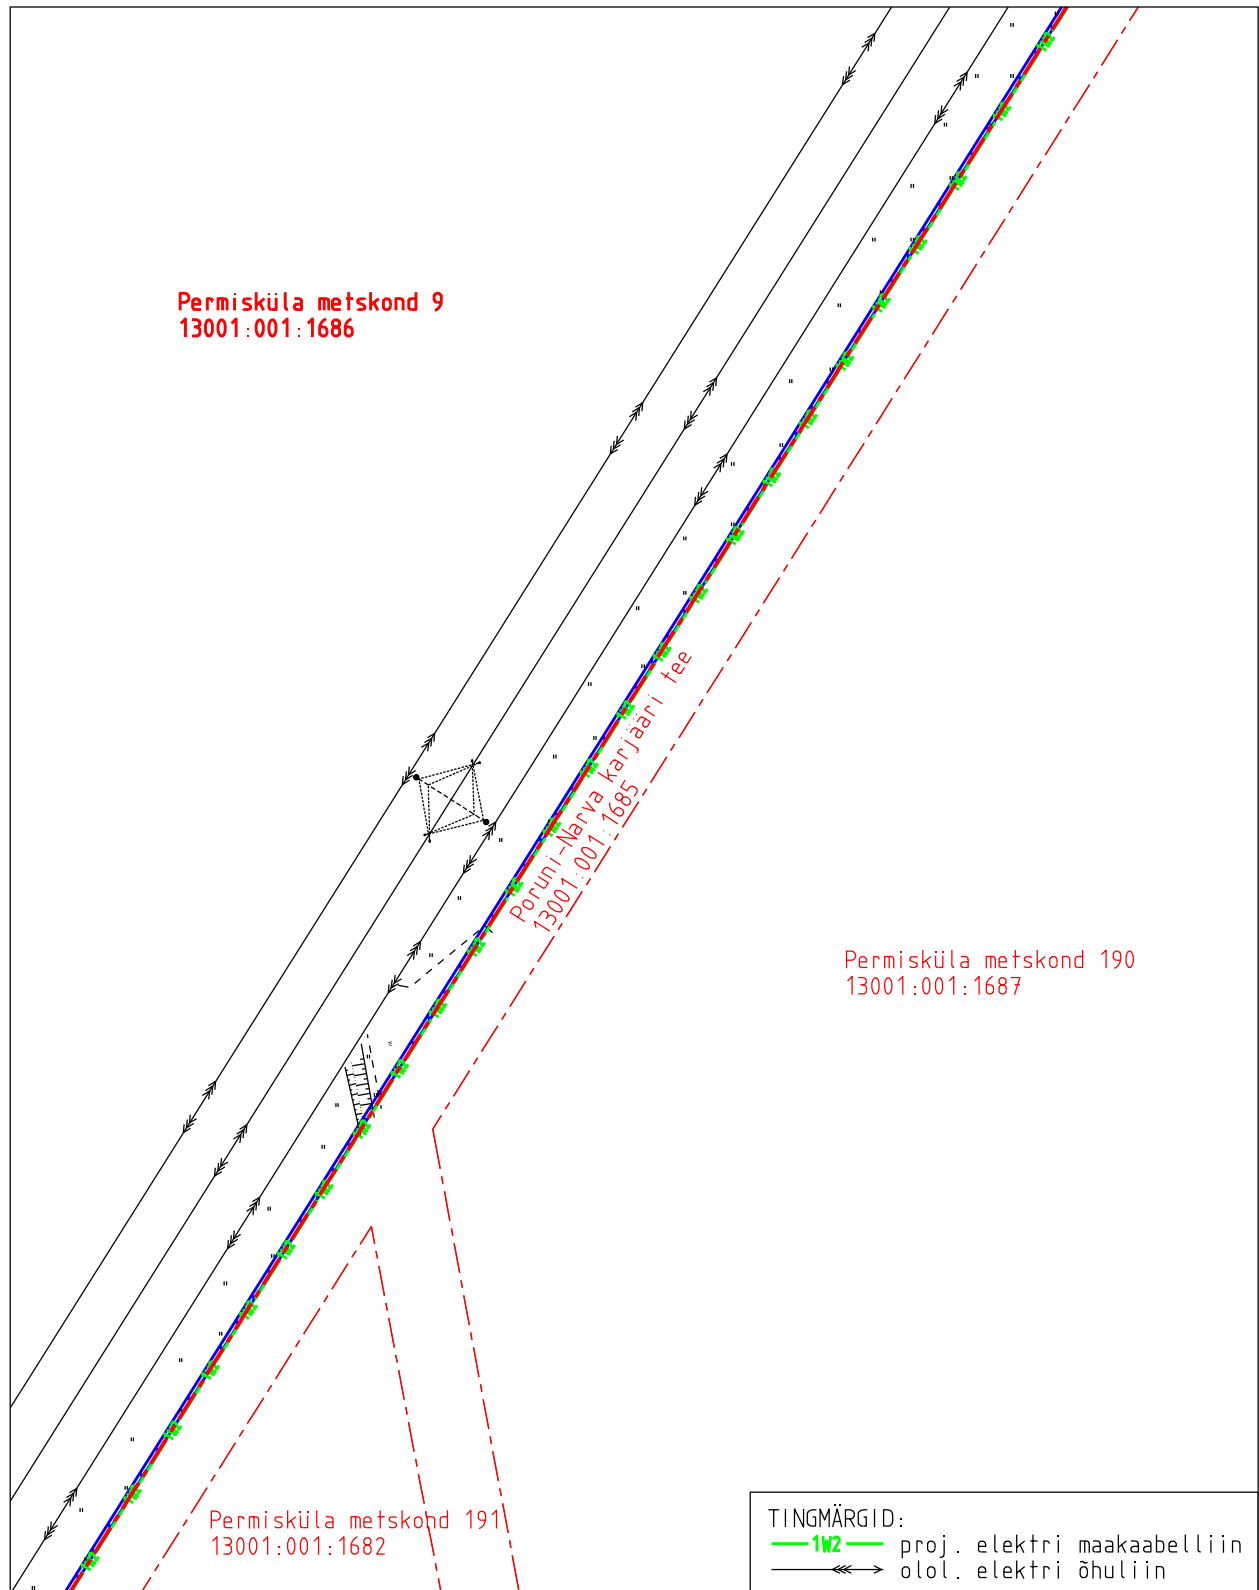 Permisküla metskond 9
13001:001:1686
Poruni-Narva karjääri tee
13001:001:1685
Permisküla metskond 190
13001:001:1687
Permisküla metskond 191
13001:001:1682
TINGMÄRGID:
1W2 proj. elektri maakaabelliin
olol. elektri õhuliin